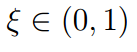 ξ ∈ (0, 1)